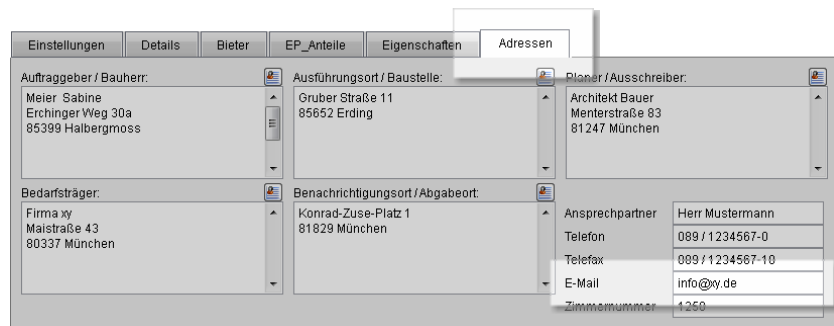 Einstellungen
Details
Bieter
EP_Anteile
Eigenschaften
Adressen
Auftraggeber / Bauherr:
Meier Sabine
Erchinger Weg 30a
85399 Halbergmoss
Ausführungsort / Baustelle:
Gruber Straße 11
85652 Erding
Planer / Ausschreiber:
Architekt Bauer
Menterstraße 83
81247 München
Bedarfsträger:
Firma xy
Maistraße 43
80337 München
Benachrichtigungsort / Abgabeort:
Konrad-Zuse-Platz 1
81829 München
Ansprechpartner Herr Mustermann
Telefon 089 / 1234567-0
Telefax 089 / 1234567-10
E-Mail info@xy.de
Zimmernummer 1250